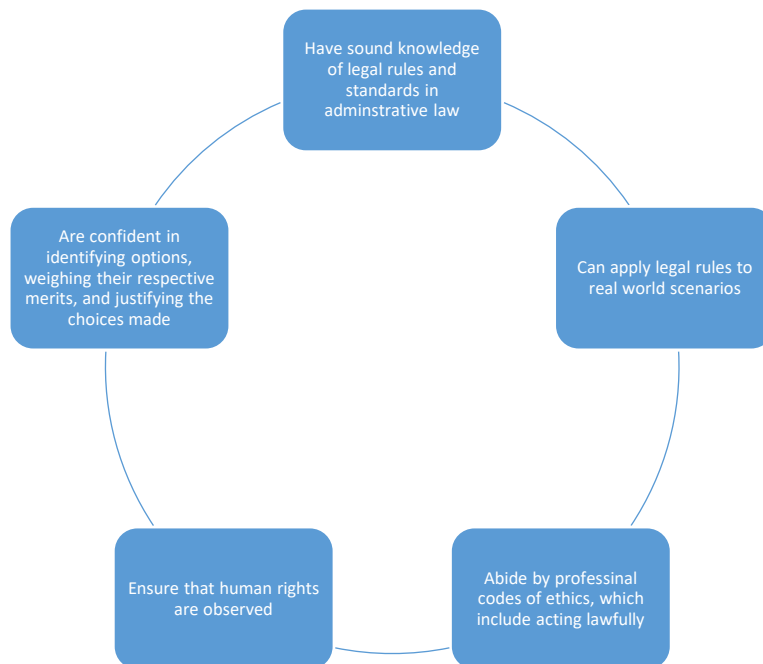 Have sound knowledge
of legal rules and
standards in
adminstrative law
Can apply legal rules to
real world scenarios
Abide by professinal
codes of ethics, which
include acting lawfully
Ensure that human rights
are observed
Are confident in
identifying options,
weighing their respective
merits, and justifying the
choices made